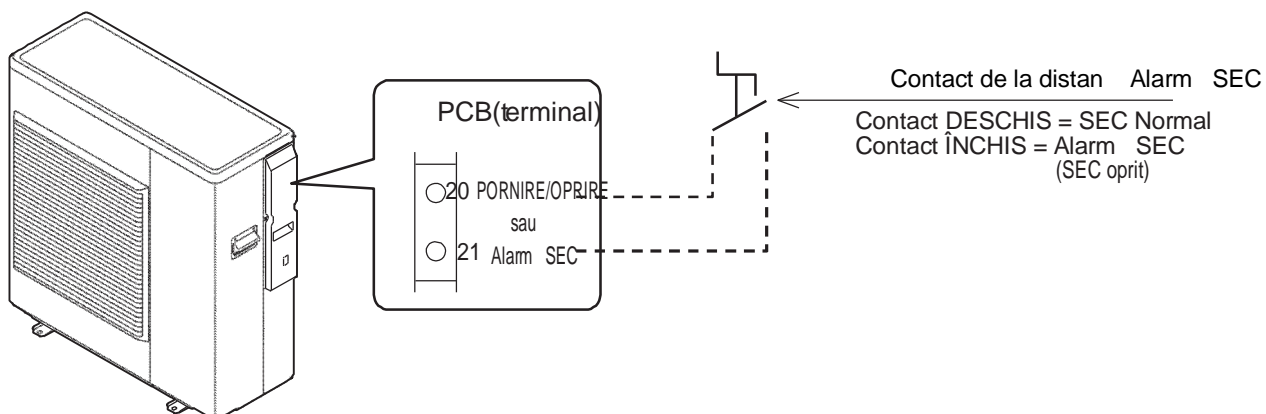 PCB(terminal)
20 PORNIRE/OPRIRE
sau
21 Alarm SEC
Contact de la distan Alarm SEC
Contact DESCHIS = SEC Normal
Contact ÎNCHIS = Alarm SEC
(SEC oprit)